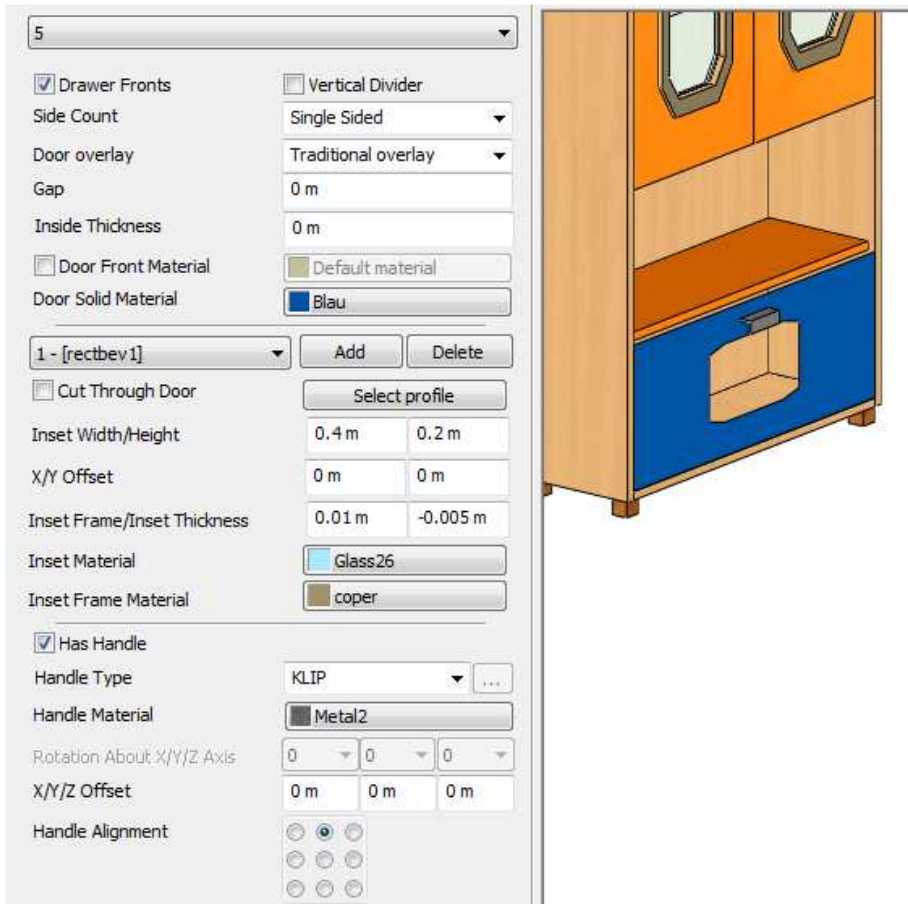 5
Drawer Fronts Vertical Divider
Side Count Single Sided
Door overlay Traditional overlay
Gap 0 m
Inside Thickness 0 m
Door Front Material Default material
Door Solid Material Blau
1 - [rectbev1] Add Delete
Cut Through Door Select profile
Inset Width/Height 0.4 m 0.2 m
X/Y Offset 0 m 0 m
Inset Frame/Inset Thickness 0.01 m -0.005 m
Inset Material Glass26
Inset Frame Material coper
Has Handle
Handle Type KLIP ...
Handle Material Metal2
Rotation About X/Y/Z Axis 0 0 0
X/Y/Z Offset 0 m 0 m 0 m
Handle Alignment